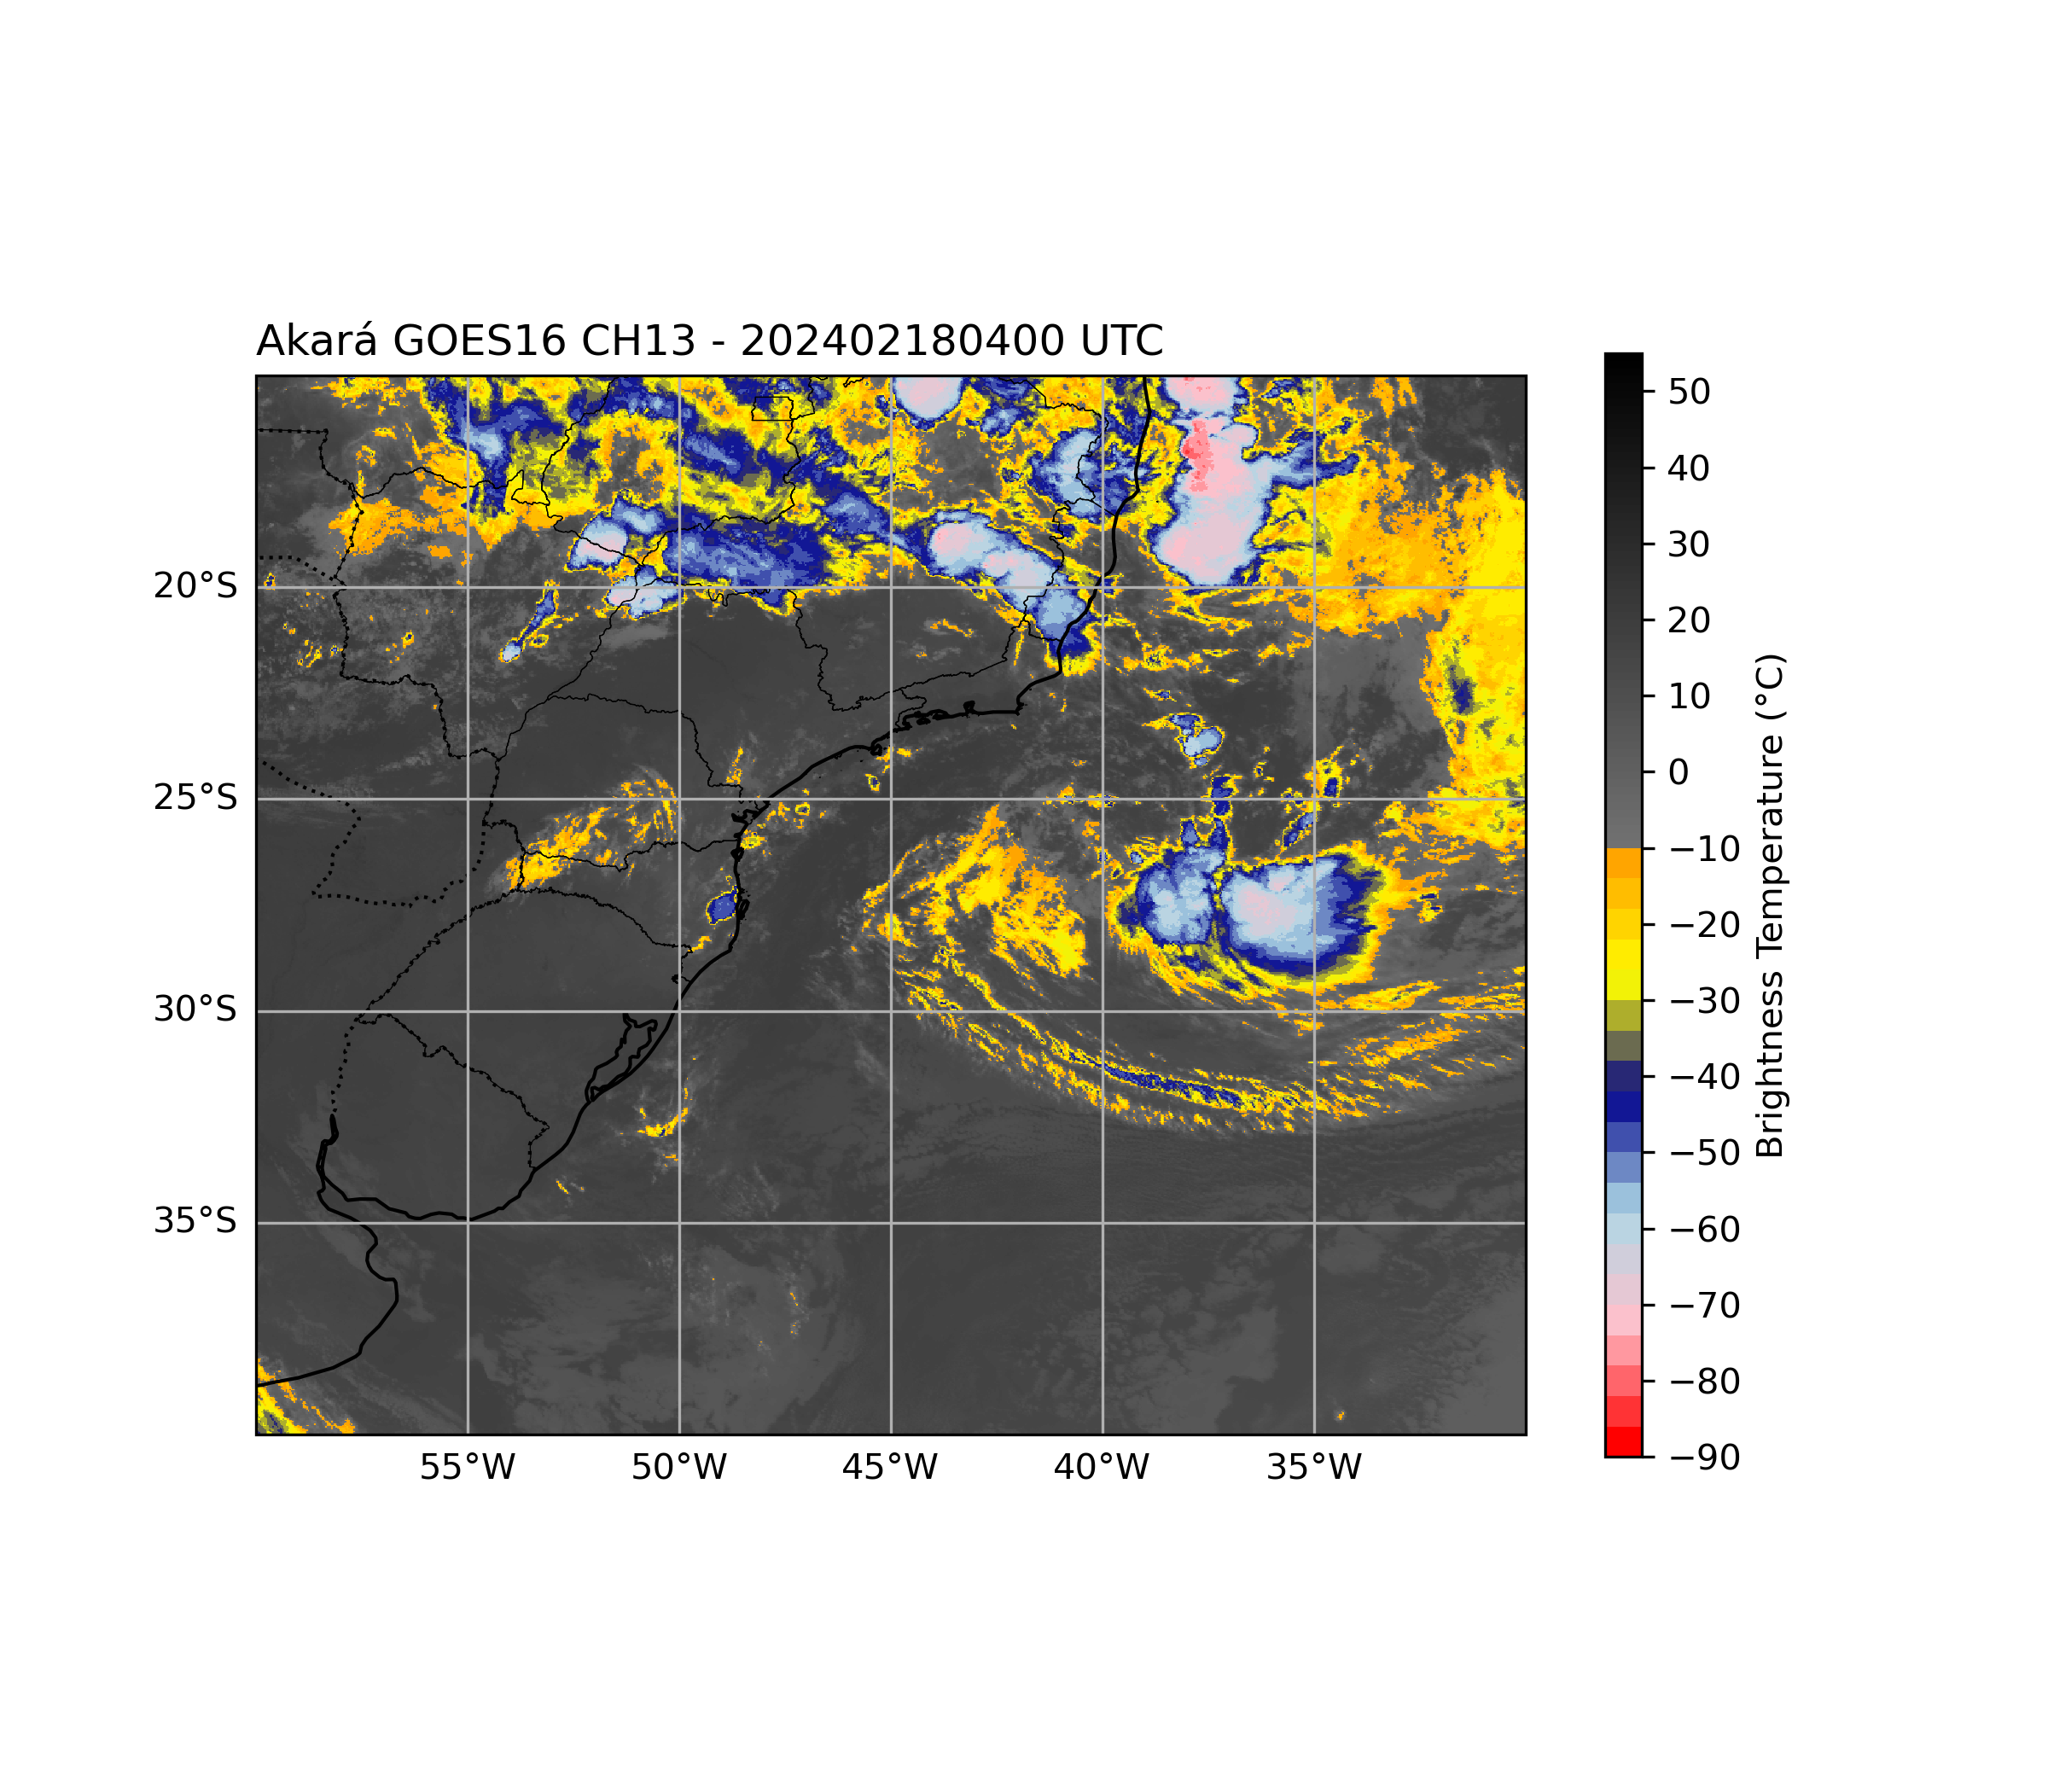 Akará GOES16 CH13 - 202402180400 UTC
20°S
25°S
30°S
35°S
55°W
50°W
45°W
40°W
35°W
50
40
30
20
10
0
−10
−20
−30
−40
−50
−60
−70
−80
−90
Brightness Temperature (°C)